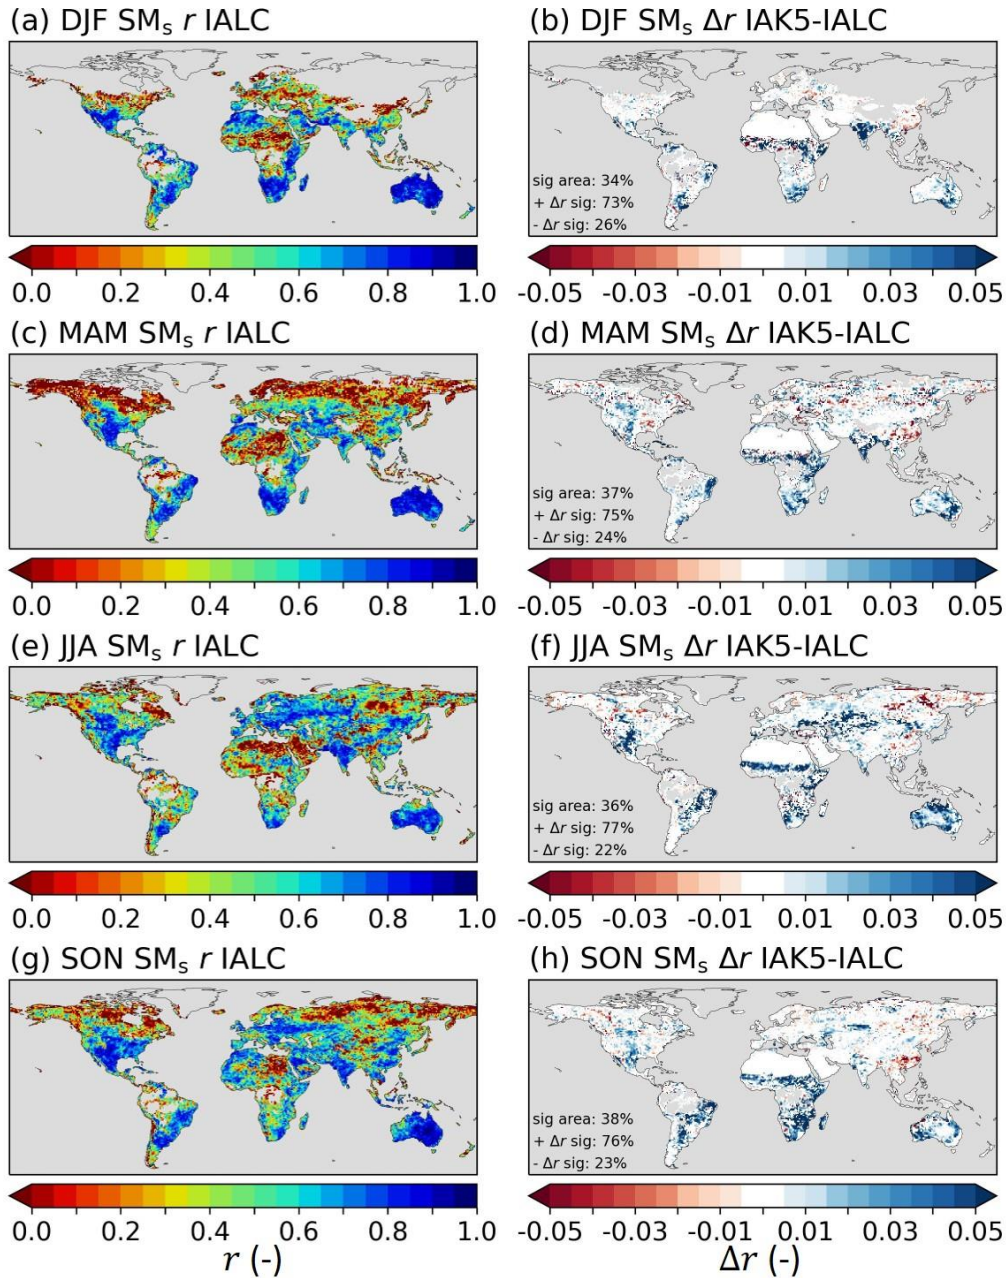 (a) DJF SMₛ r IALC
(b) DJF SMₛ Δr IAK5-IALC
sig area: 34%
+ Δr sig: 73%
- Δr sig: 26%
0.0 0.2 0.4 0.6 0.8 1.0
-0.05 -0.03 -0.01 0.01 0.03 0.05
(c) MAM SMₛ r IALC
(d) MAM SMₛ Δr IAK5-IALC
sig area: 37%
+ Δr sig: 75%
- Δr sig: 24%
0.0 0.2 0.4 0.6 0.8 1.0
-0.05 -0.03 -0.01 0.01 0.03 0.05
(e) JJA SMₛ r IALC
(f) JJA SMₛ Δr IAK5-IALC
sig area: 36%
+ Δr sig: 77%
- Δr sig: 22%
0.0 0.2 0.4 0.6 0.8 1.0
-0.05 -0.03 -0.01 0.01 0.03 0.05
(g) SON SMₛ r IALC
(h) SON SMₛ Δr IAK5-IALC
sig area: 38%
+ Δr sig: 76%
- Δr sig: 23%
0.0 0.2 0.4 0.6 0.8 1.0
-0.05 -0.03 -0.01 0.01 0.03 0.05
r (-)
Δr (-)